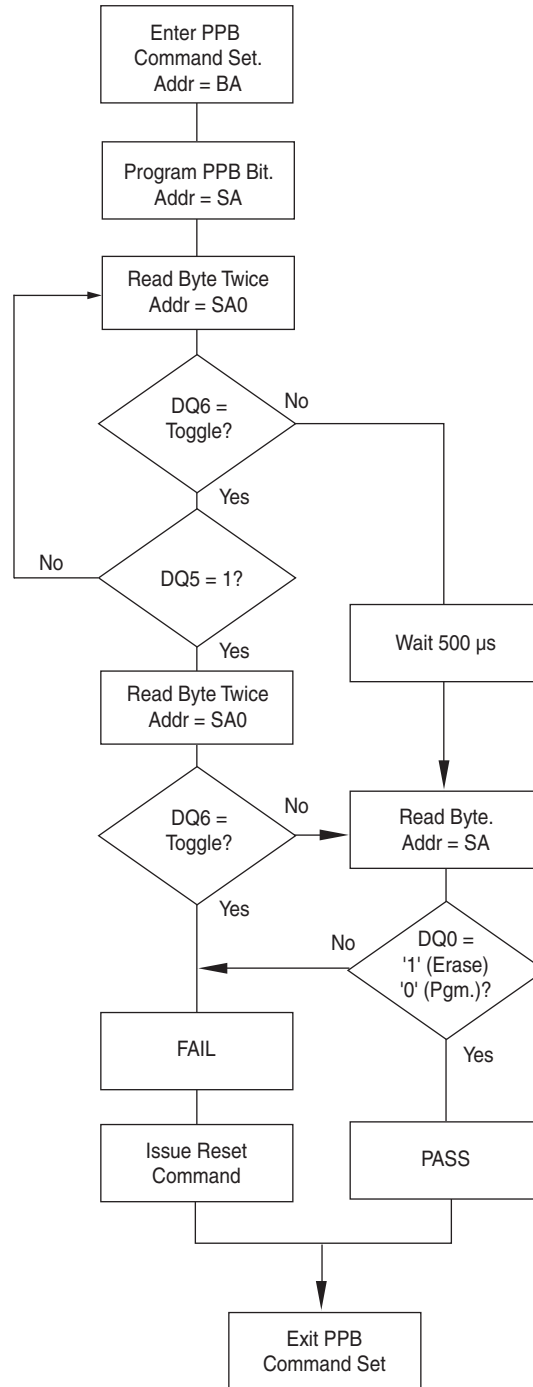 Enter PPB
Command Set.
Addr = BA
Program PPB Bit.
Addr = SA
Read Byte Twice
Addr = SA0
DQ6 =
Toggle?
No
Yes
DQ5 = 1?
No
Yes
Wait 500 µs
Read Byte Twice
Addr = SA0
DQ6 =
Toggle?
No
Yes
Read Byte.
Addr = SA
DQ0 =
'1' (Erase)
'0' (Pgm.)?
No
Yes
FAIL
Issue Reset
Command
PASS
Exit PPB
Command Set